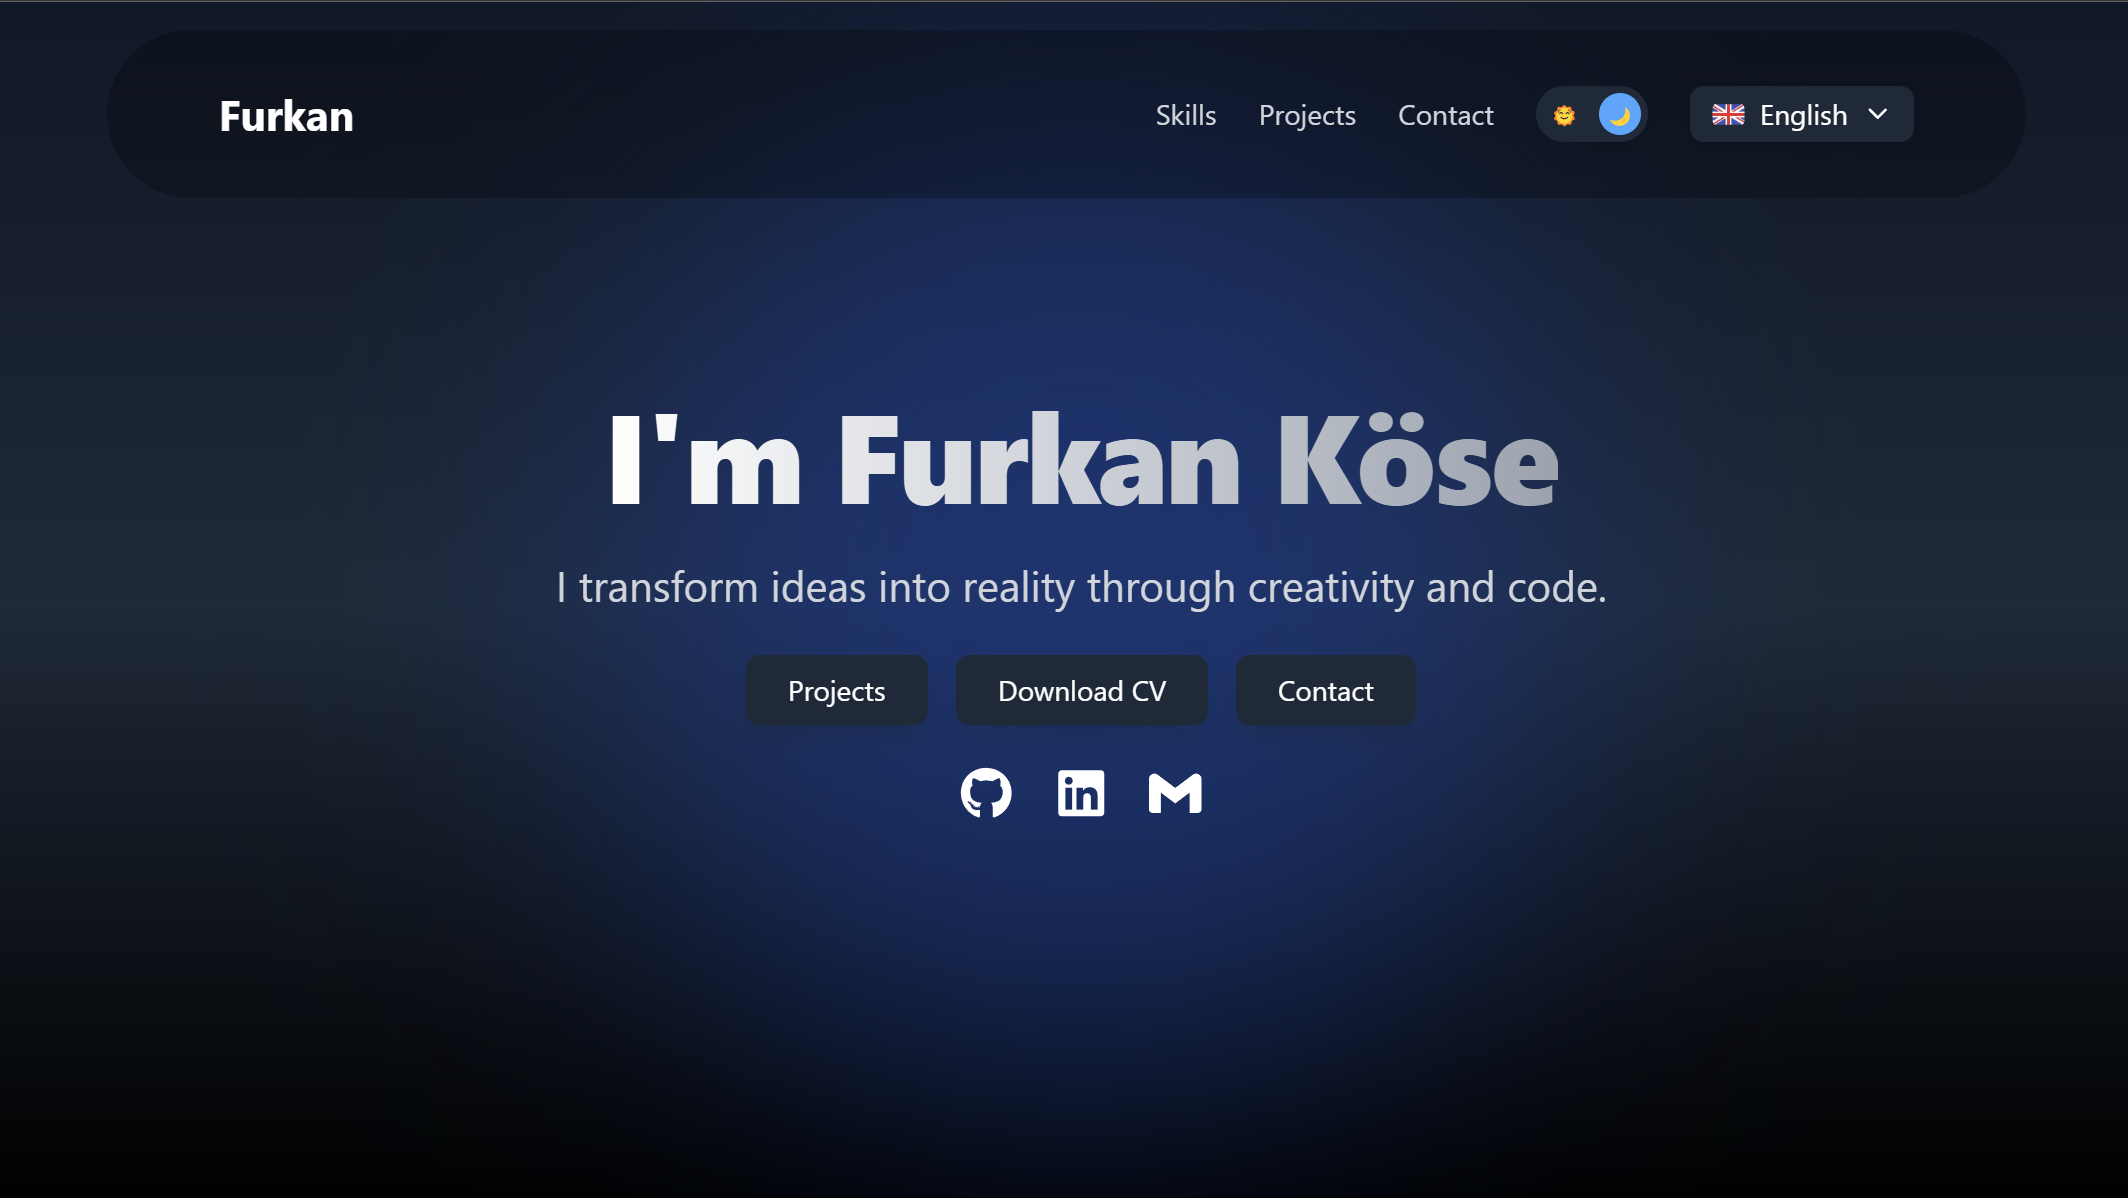 Furkan
Skills Projects Contact English
I'm Furkan Köse
I transform ideas into reality through creativity and code.
Projects Download CV Contact